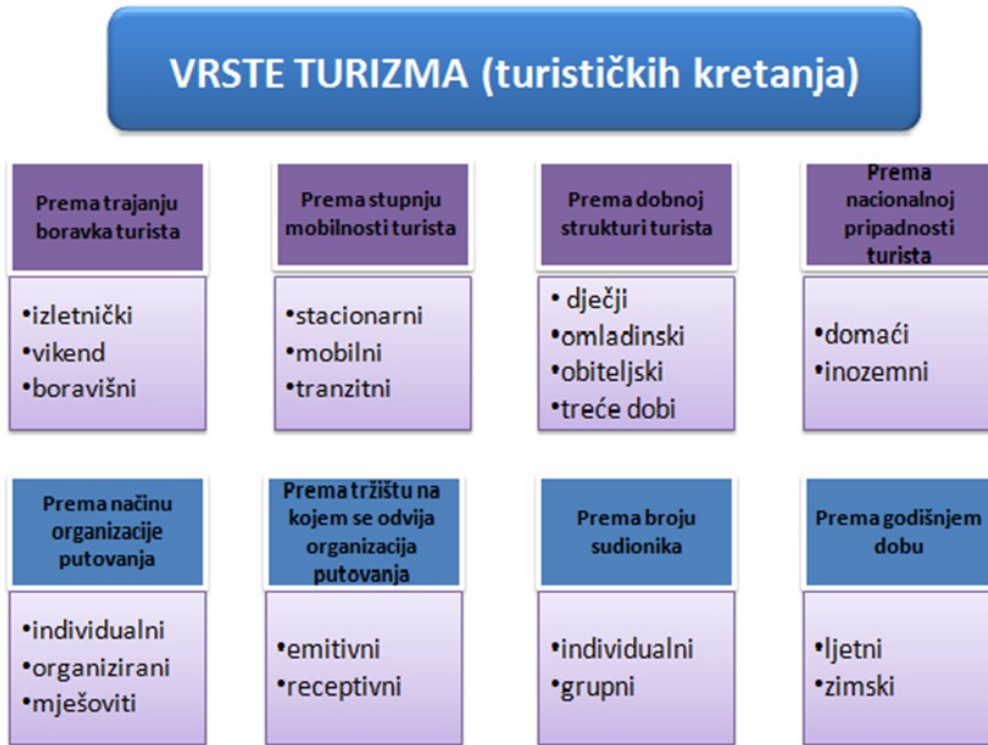 VRSTE TURIZMA (turističkih kretanja)
Prema trajanju
boravka turista
•izletnički
•vikend
•boravišni
Prema stupnju
mobilnosti turista
•stacionarni
•mobilni
•tranzitni
Prema dobnoj
strukturi turista
• dječji
•omladinski
•obiteljski
•treće dobi
Prema
nacionalnoj
pripadnosti
turista
•domaći
•inozemni
Prema načinu
organizacije
putovanja
•individualni
•organizirani
•mješoviti
Prema tržištu na
kojem se odvija
organizacija
putovanja
•emitivni
•receptivni
Prema broju
sudionika
•individualni
•grupni
Prema godišnjem
dobu
•ljetni
•zimski